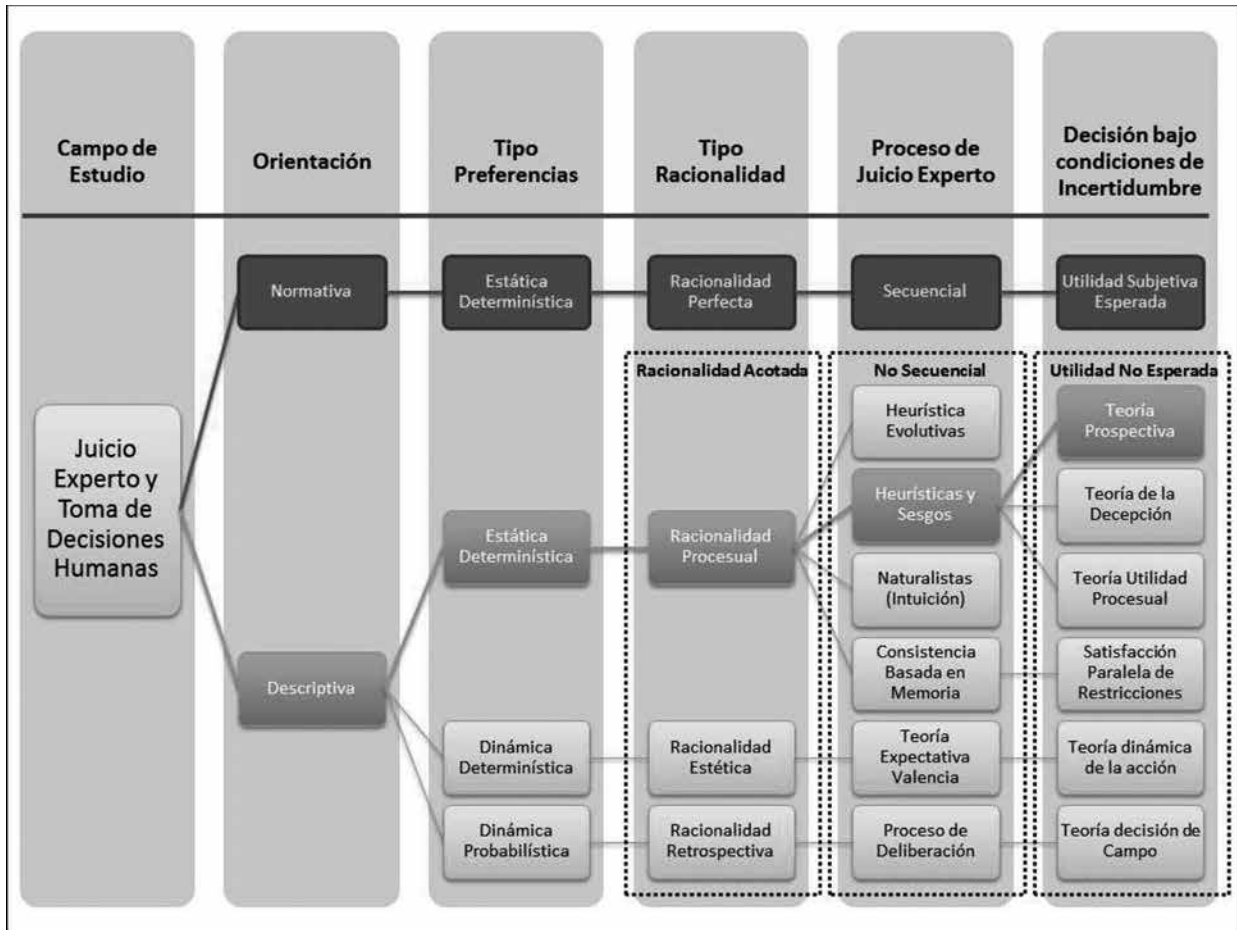 Campo de
Estudio
Orientación
Tipo
Preferencias
Tipo
Racionalidad
Proceso de
Juicio Experto
Decisión bajo
condiciones de
Incertidumbre
Normativa
Estática
Determinística
Racionalidad
Perfecta
Secuencial
Utilidad Subjetiva
Esperada
Racionalidad Acotada
No Secuencial
Utilidad No Esperada
Juicio
Experto y
Toma de
Decisiones
Humanas
Heurística
Evolutivas
Teoría
Prospectiva
Estática
Determinística
Racionalidad
Procesual
Heurísticas y
Sesgos
Teoría de la
Decepción
Naturalistas
(Intuición)
Teoría Utilidad
Procesual
Descriptiva
Consistencia
Basada en
Memoria
Satisfacción
Paralela de
Restricciones
Dinámica
Determinística
Racionalidad
Estética
Teoría
Expectativa
Valencia
Teoría dinámica
de la acción
Dinámica
Probabilística
Racionalidad
Retrospectiva
Proceso de
Deliberación
Teoría decisión de
Campo